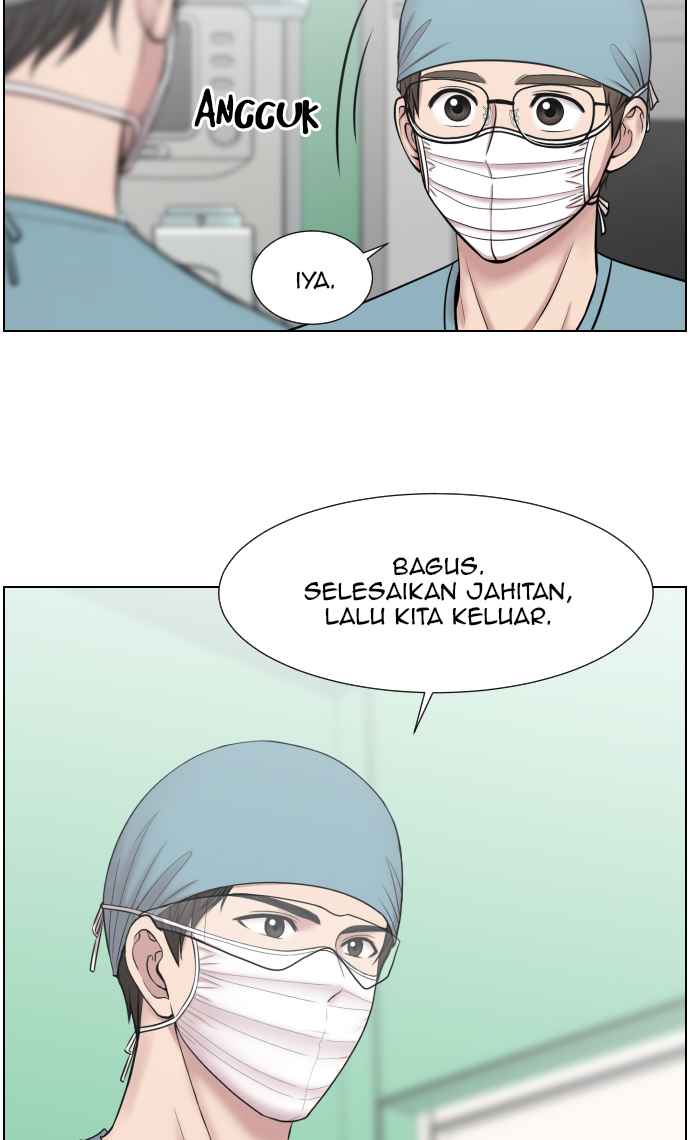 ANGGUK
IYA.
BAGUS.
SELESAIKAN JAHITAN,
LALU KITA KELUAR.